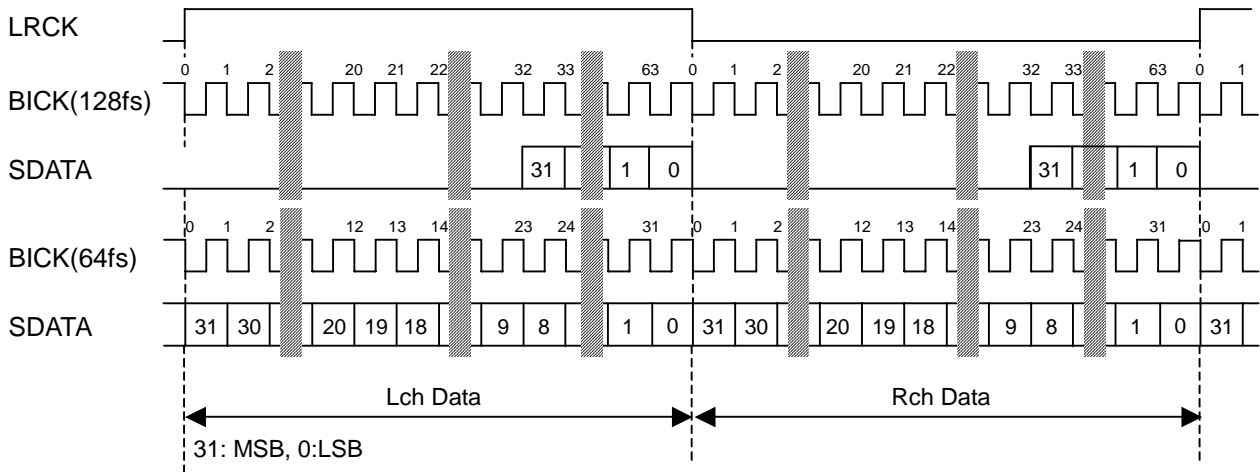 LRCK
0 1 2 20 21 22 32 33 63 0 1 2 20 21 22 32 33 63 0 1
BICK(128fs)
SDATA 31 1 0 31 1 0
0 1 2 12 13 14 23 24 31 0 1 2 12 13 14 23 24 31 0 1
BICK(64fs)
SDATA 31 30 20 19 18 9 8 1 0 31 30 20 19 18 9 8 1 0 31
Lch Data Rch Data
31: MSB, 0:LSB